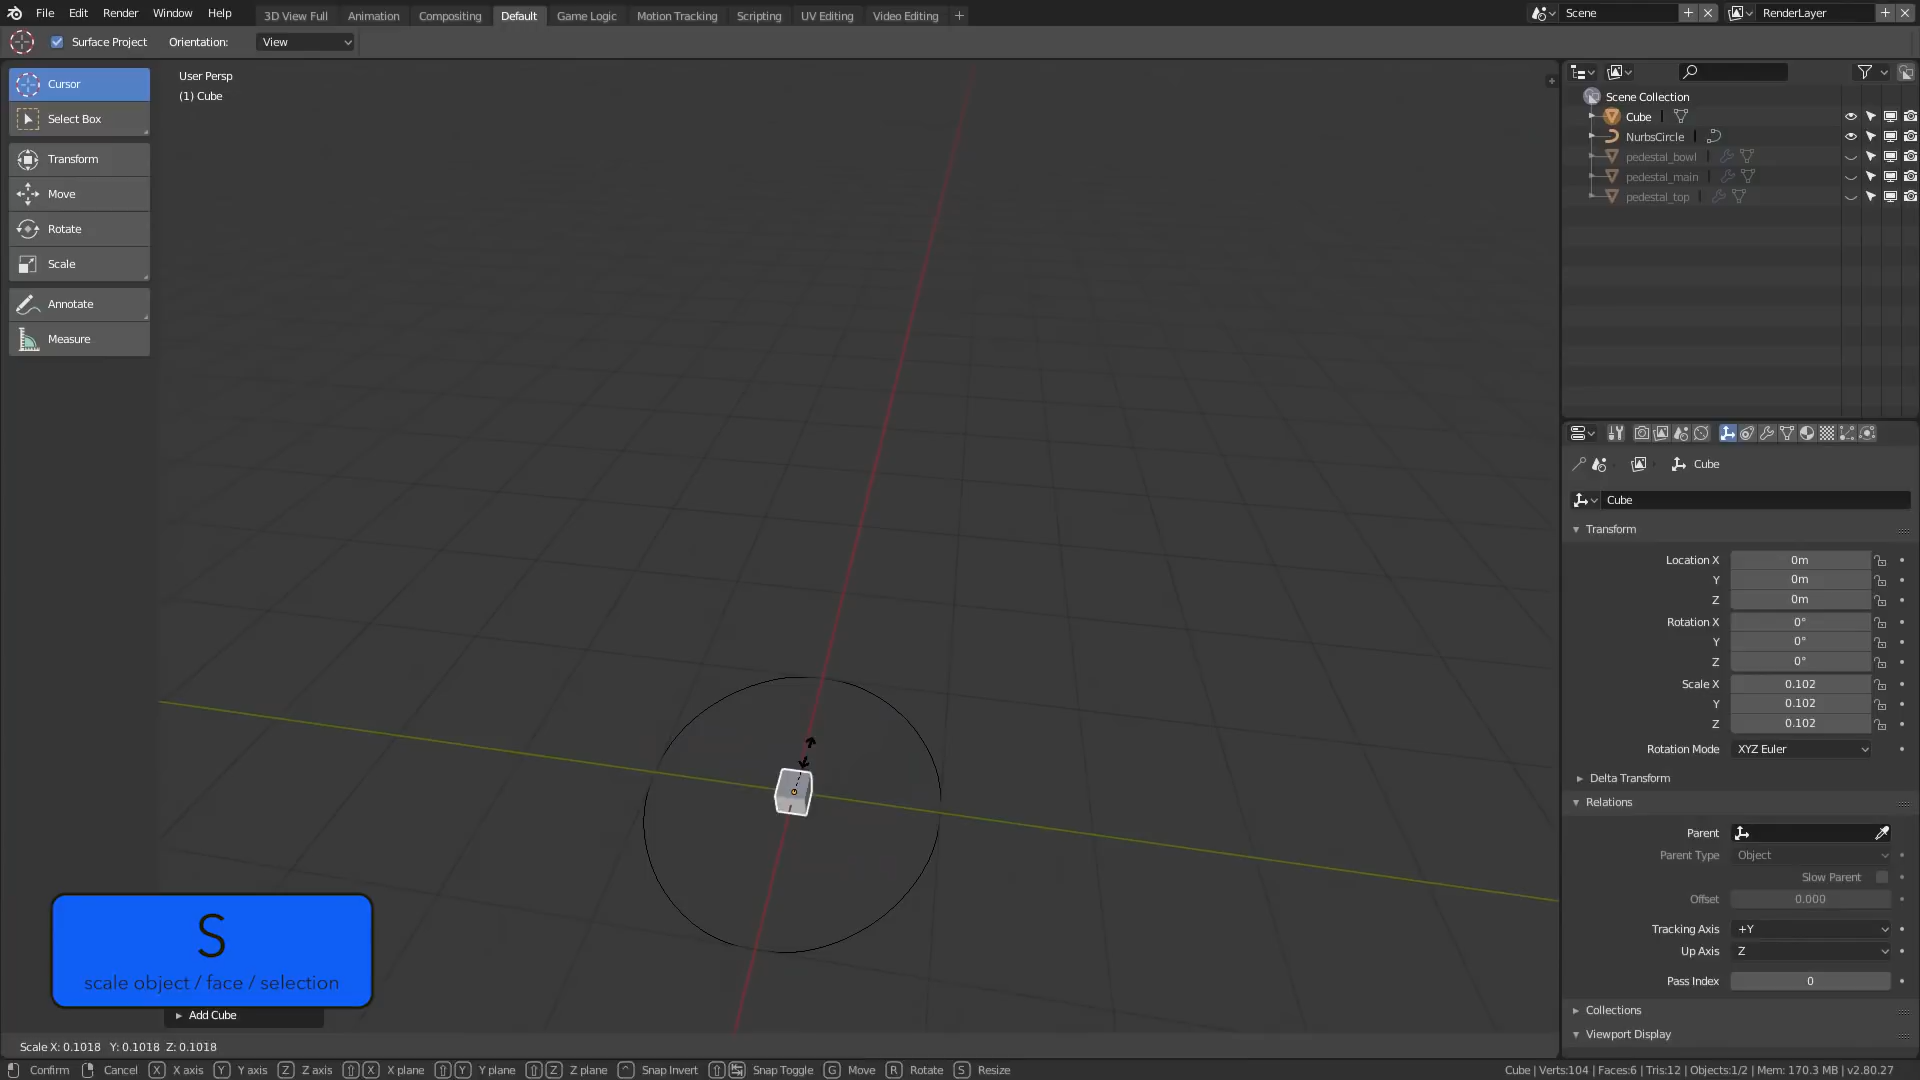 File Edit Render Window Help
3D View Full Animation Compositing Default Game Logic Motion Tracking Scripting UV Editing Video Editing
Scene
RenderLayer
Surface Project Orientation: View
Cursor
Select Box
Transform
Move
Rotate
Scale
Annotate
Measure
User Persp
(1) Cube
Scene Collection
Cube
NurbsCircle
pedestal_bowl
pedestal_main
pedestal_top
Cube
Cube
Transform
Location X 0m
Y 0m
Z 0m
Rotation X 0°
Y 0°
Z 0°
Scale X 0.102
Y 0.102
Z 0.102
Rotation Mode XYZ Euler
Delta Transform
Relations
Parent
Parent Type Object
Slow Parent
Offset 0.000
Tracking Axis +Y
Up Axis Z
Pass Index 0
Collections
Viewport Display
S
scale object / face / selection
Add Cube
Scale X: 0.1018 Y: 0.1018 Z: 0.1018
Confirm Cancel X X axis Y Y axis Z Z axis X X plane Y Y plane Z Z plane Snap Invert Snap Toggle G Move R Rotate S Resize
Cube | Verts:104 | Faces:6 | Tris:12 | Objects:1/2 | Mem: 170.3 MB | v2.80.27